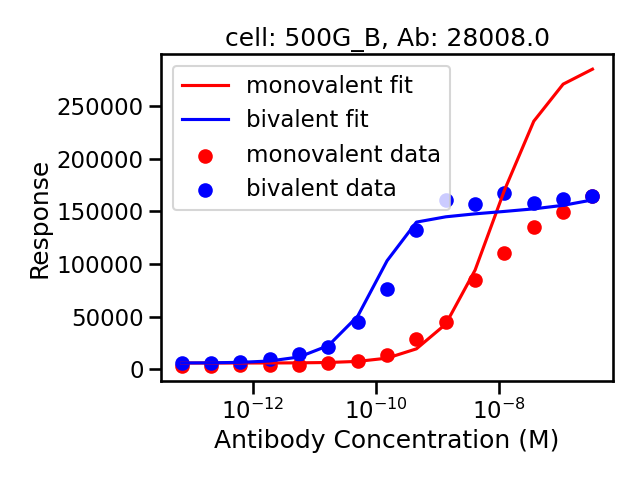 cell: 500G_B, Ab: 28008.0
monovalent fit
bivalent fit
monovalent data
bivalent data
Response
250000
200000
150000
100000
50000
0
10⁻¹² 10⁻¹⁰ 10⁻⁸
Antibody Concentration (M)